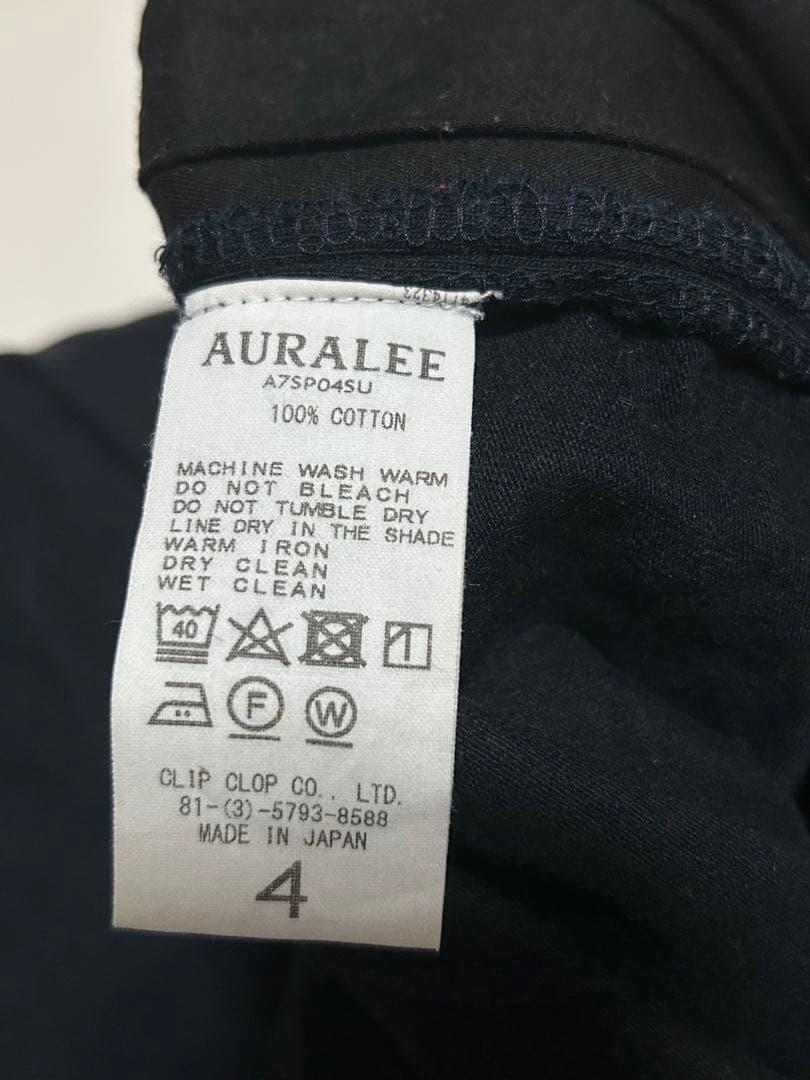 AURALEE
A7SP04SU
100% COTTON
MACHINE WASH WARM
DO NOT BLEACH
DO NOT TUMBLE DRY
LINE DRY IN THE SHADE
WARM IRON
DRY CLEAN
WET CLEAN
40
F W
CLIP CLOP CO., LTD.
81-(3)-5793-8588
MADE IN JAPAN
4